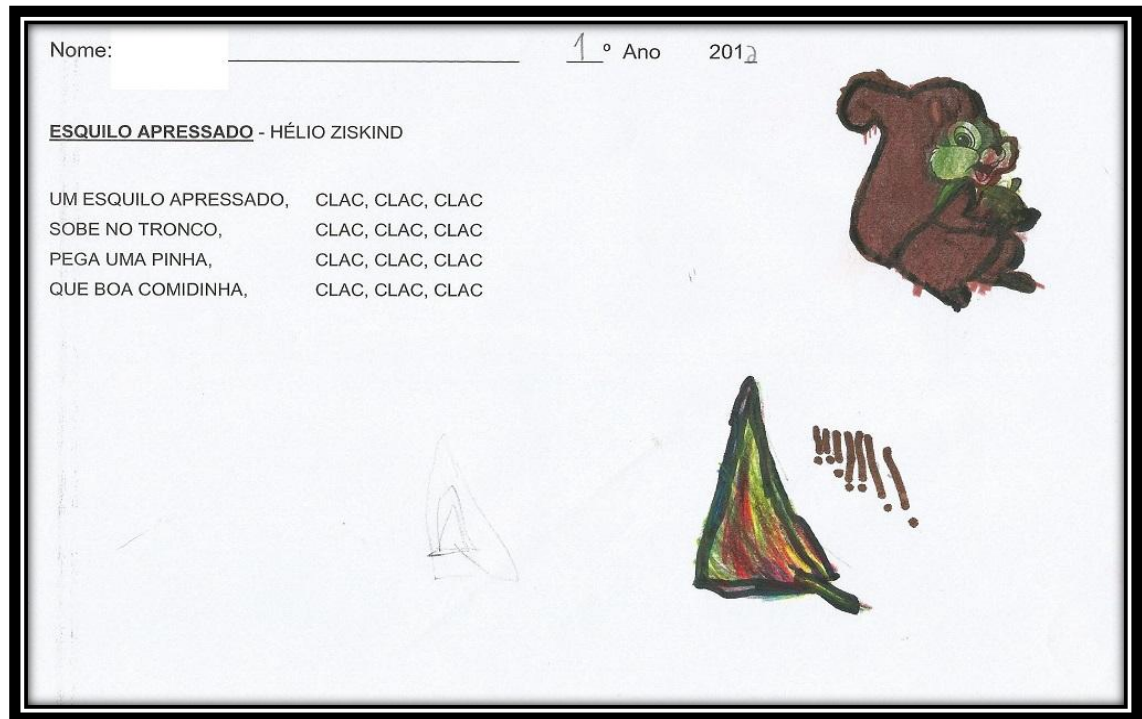 Nome: 1º Ano 2012
ESQUILO APRESSADO - HÉLIO ZISKIND
UM ESQUILO APRESSADO, CLAC, CLAC, CLAC
SOBE NO TRONCO, CLAC, CLAC, CLAC
PEGA UMA PINHA, CLAC, CLAC, CLAC
QUE BOA COMIDINHA, CLAC, CLAC, CLAC